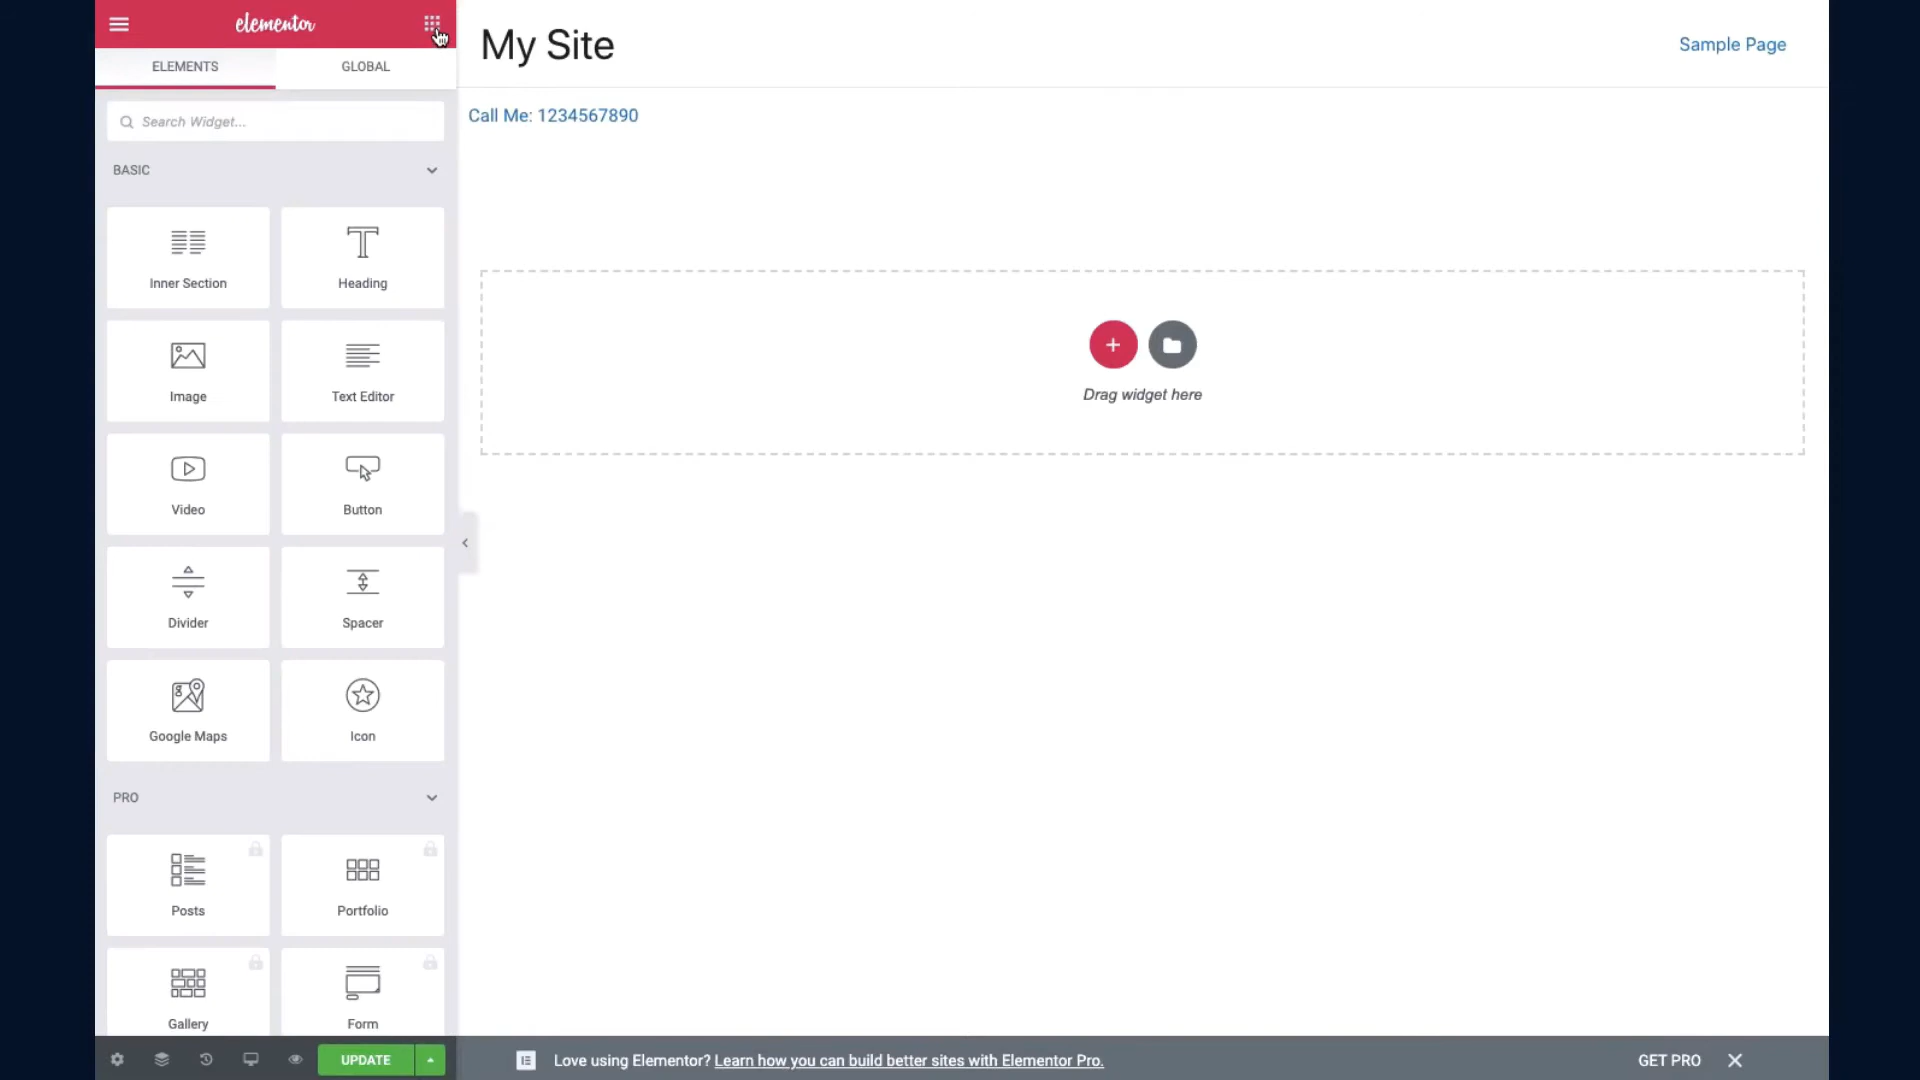 elementor
ELEMENTS
GLOBAL
Search Widget...
BASIC
Inner Section
Heading
Image
Text Editor
Video
Button
Divider
Spacer
Google Maps
Icon
PRO
Posts
Portfolio
Gallery
Form
UPDATE
My Site
Sample Page
Call Me: 1234567890
Drag widget here
Love using Elementor? Learn how you can build better sites with Elementor Pro.
GET PRO